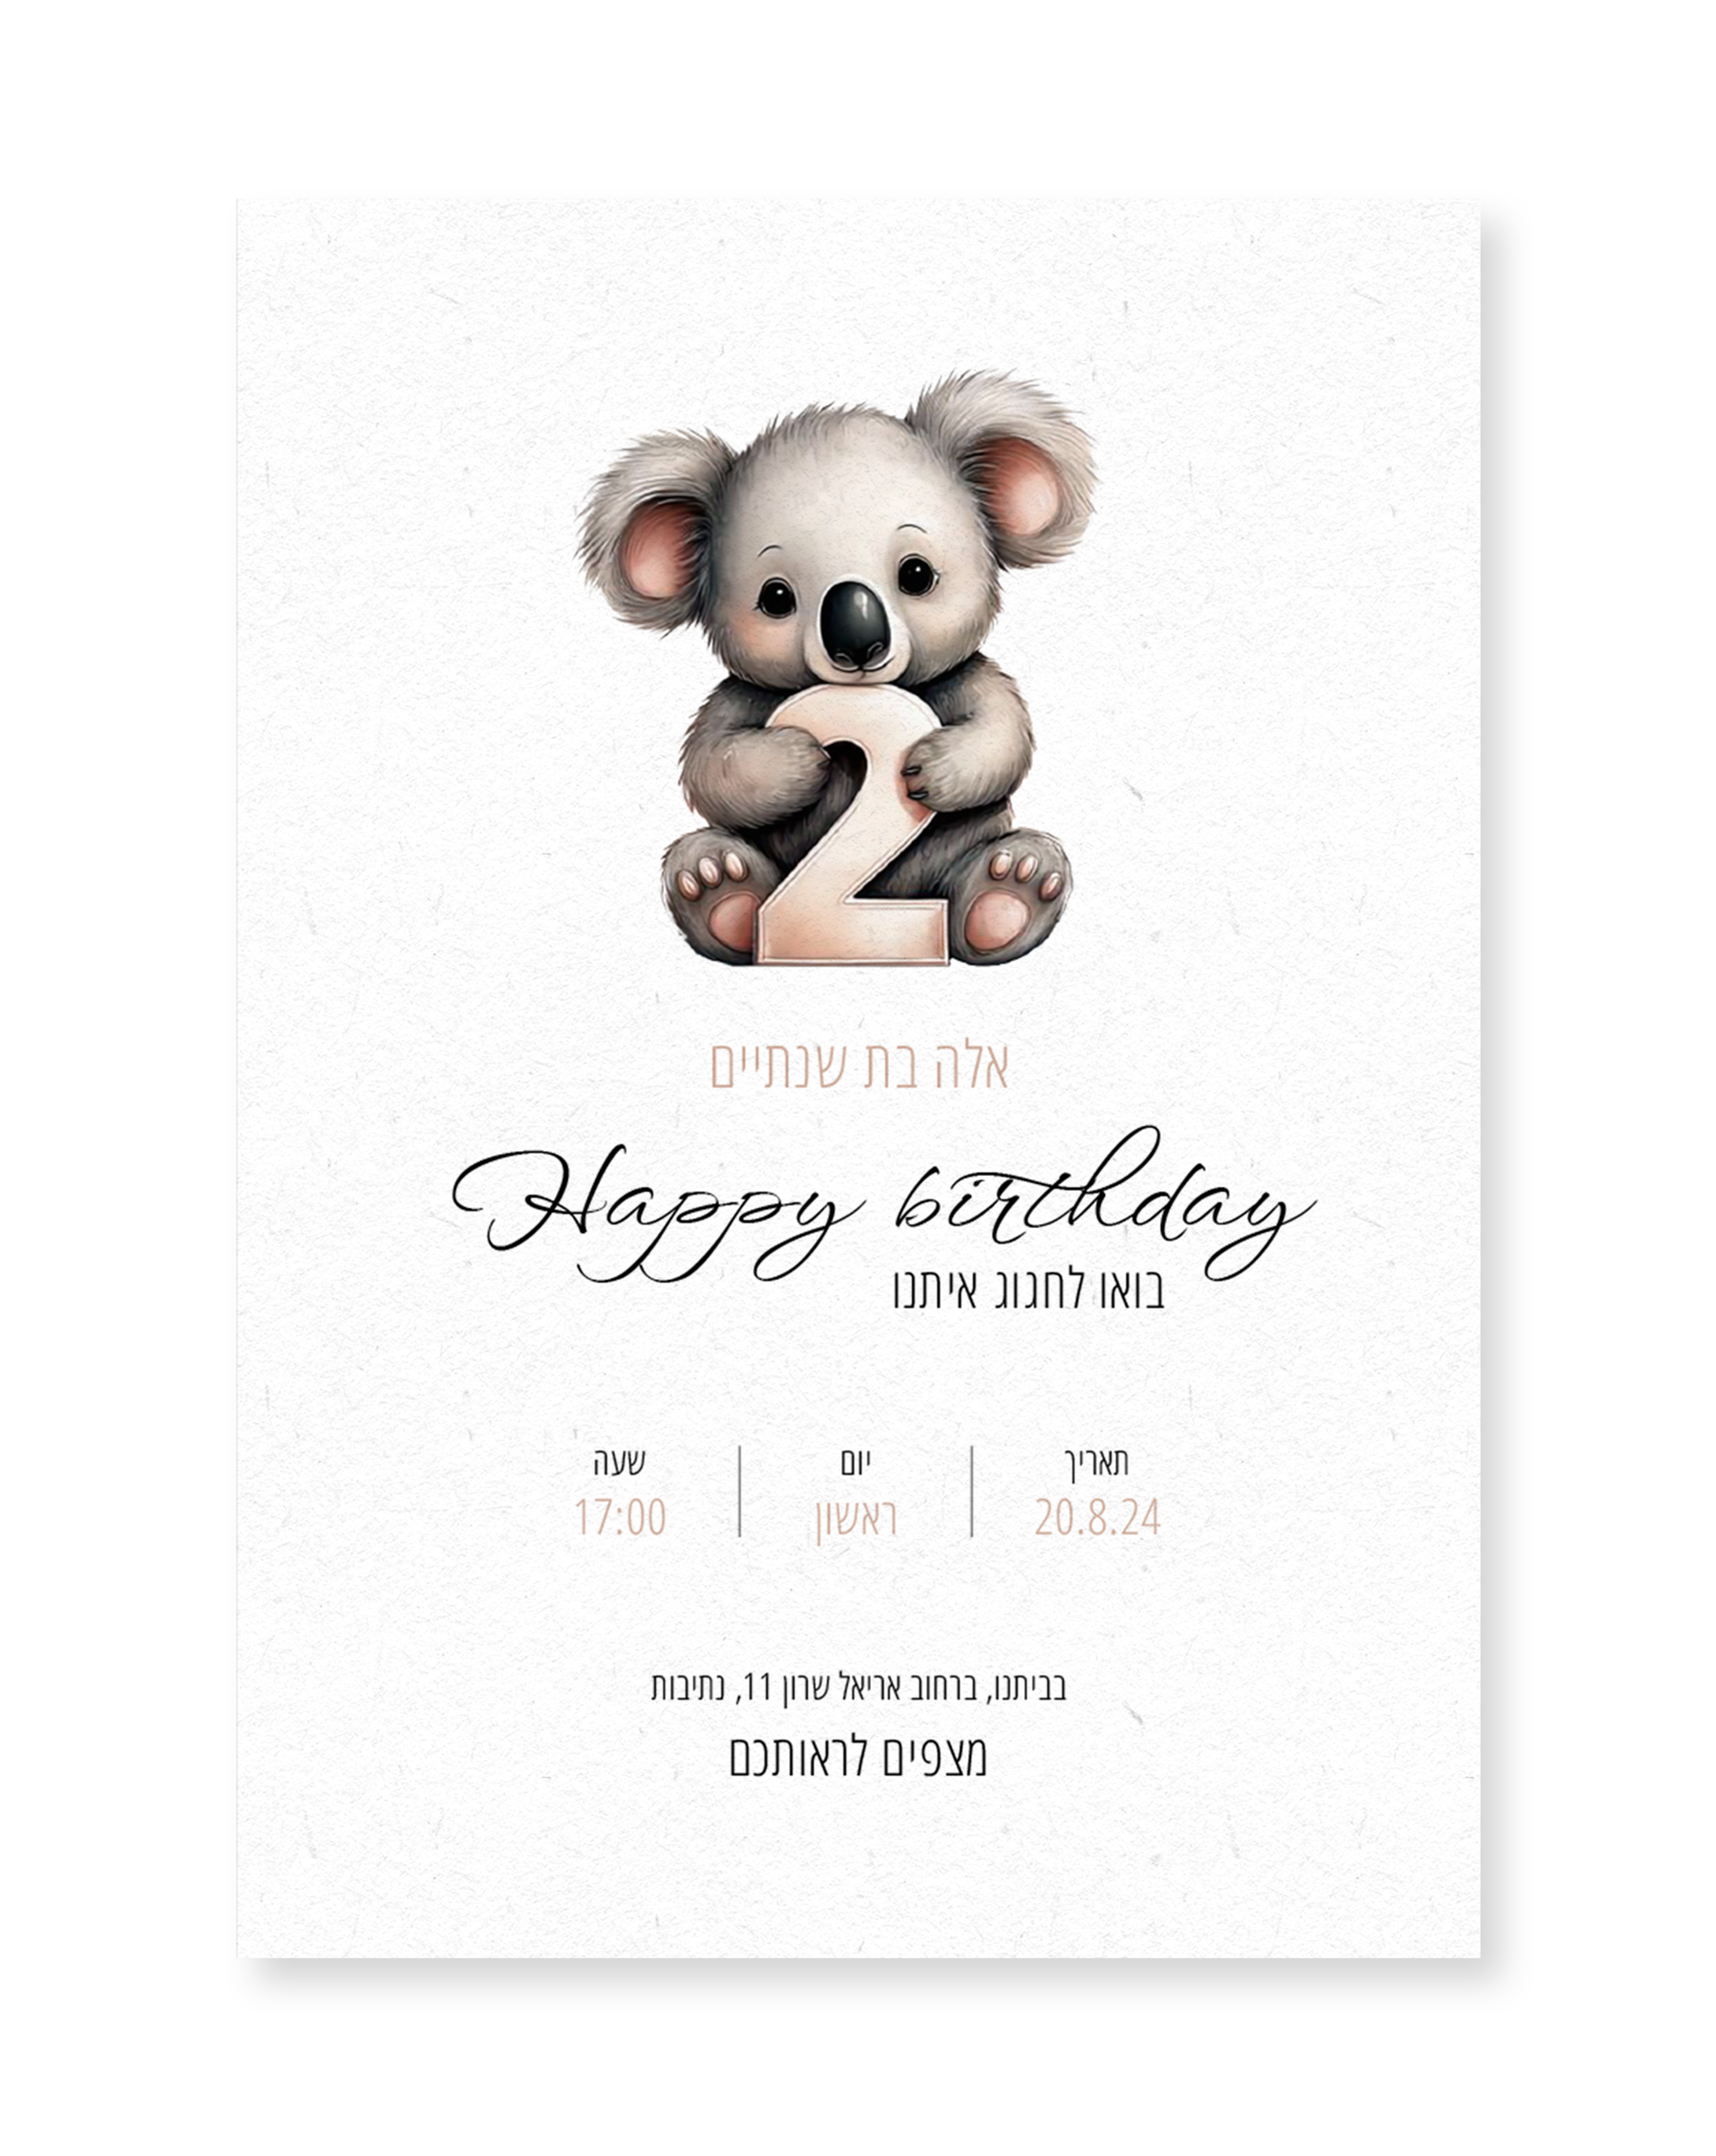 2
אלה בת שנתיים
Happy birthday
בואו לחגוג איתנו
תאריך | יום | שעה
20.8.24 | ראשון | 17:00
בביתנו, ברחוב אריאל שרון 11, נתיבות
מצפים לראותכם